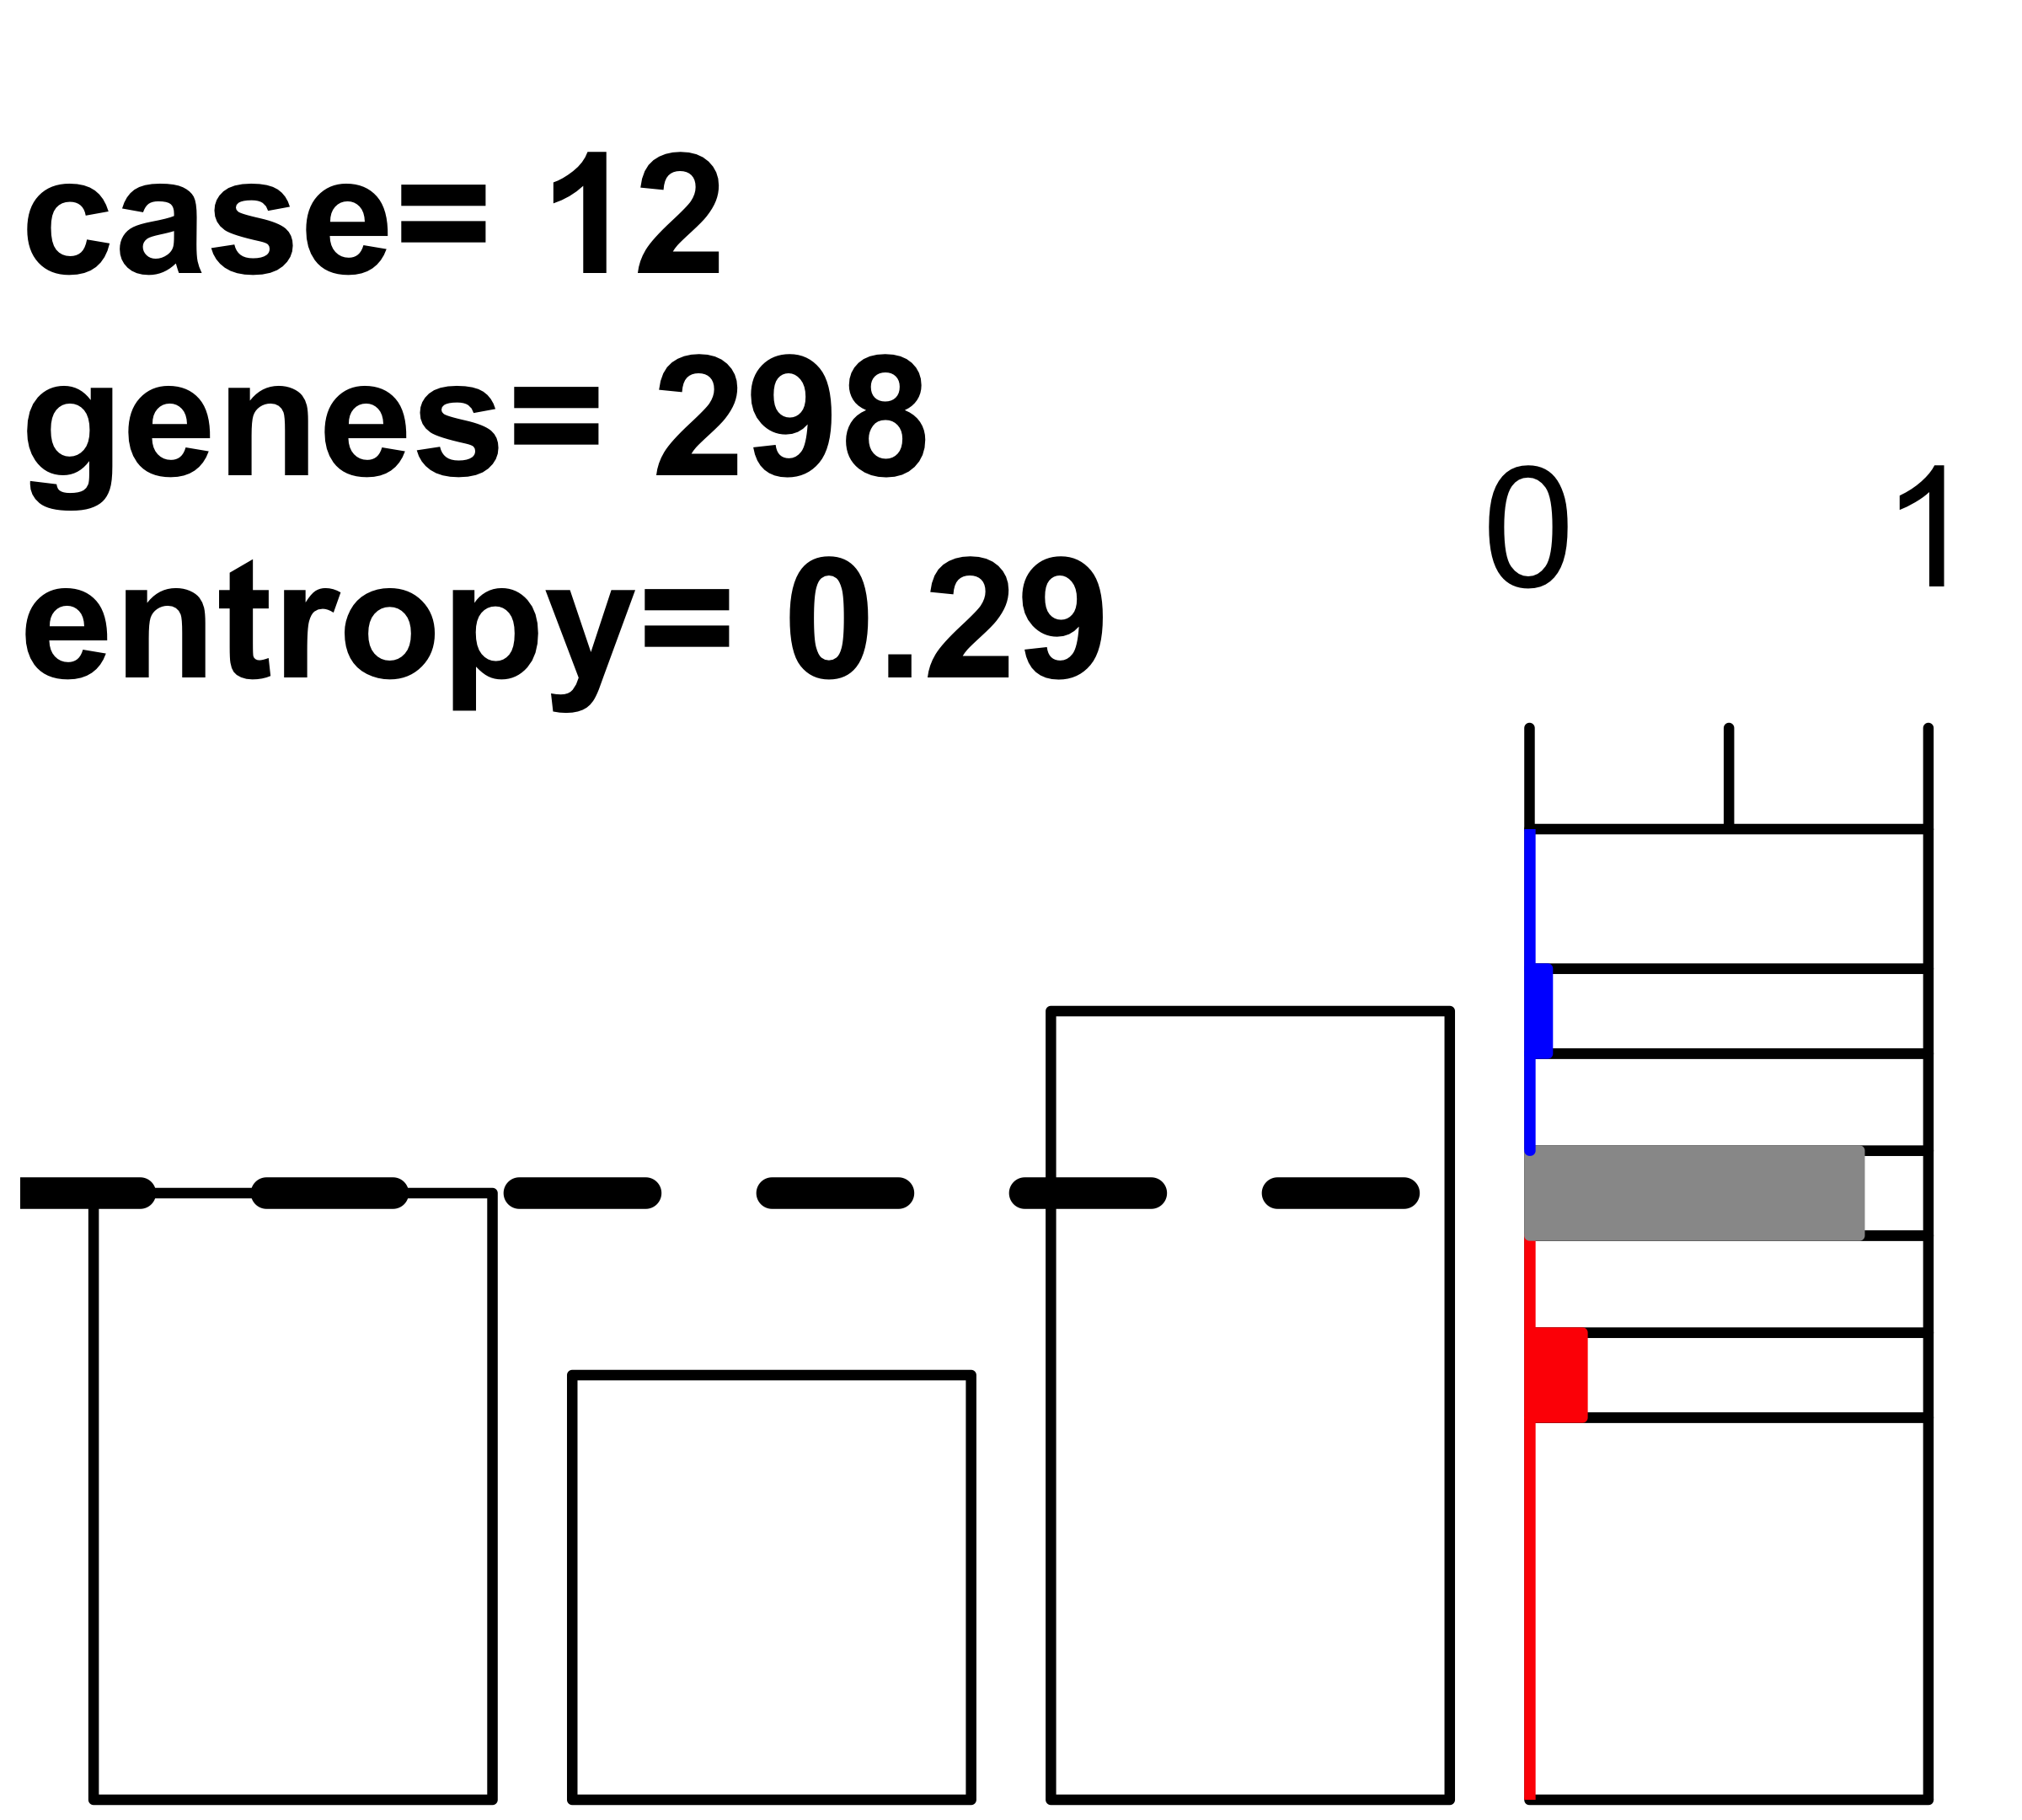 case= 12
genes= 298
entropy= 0.29
0 1